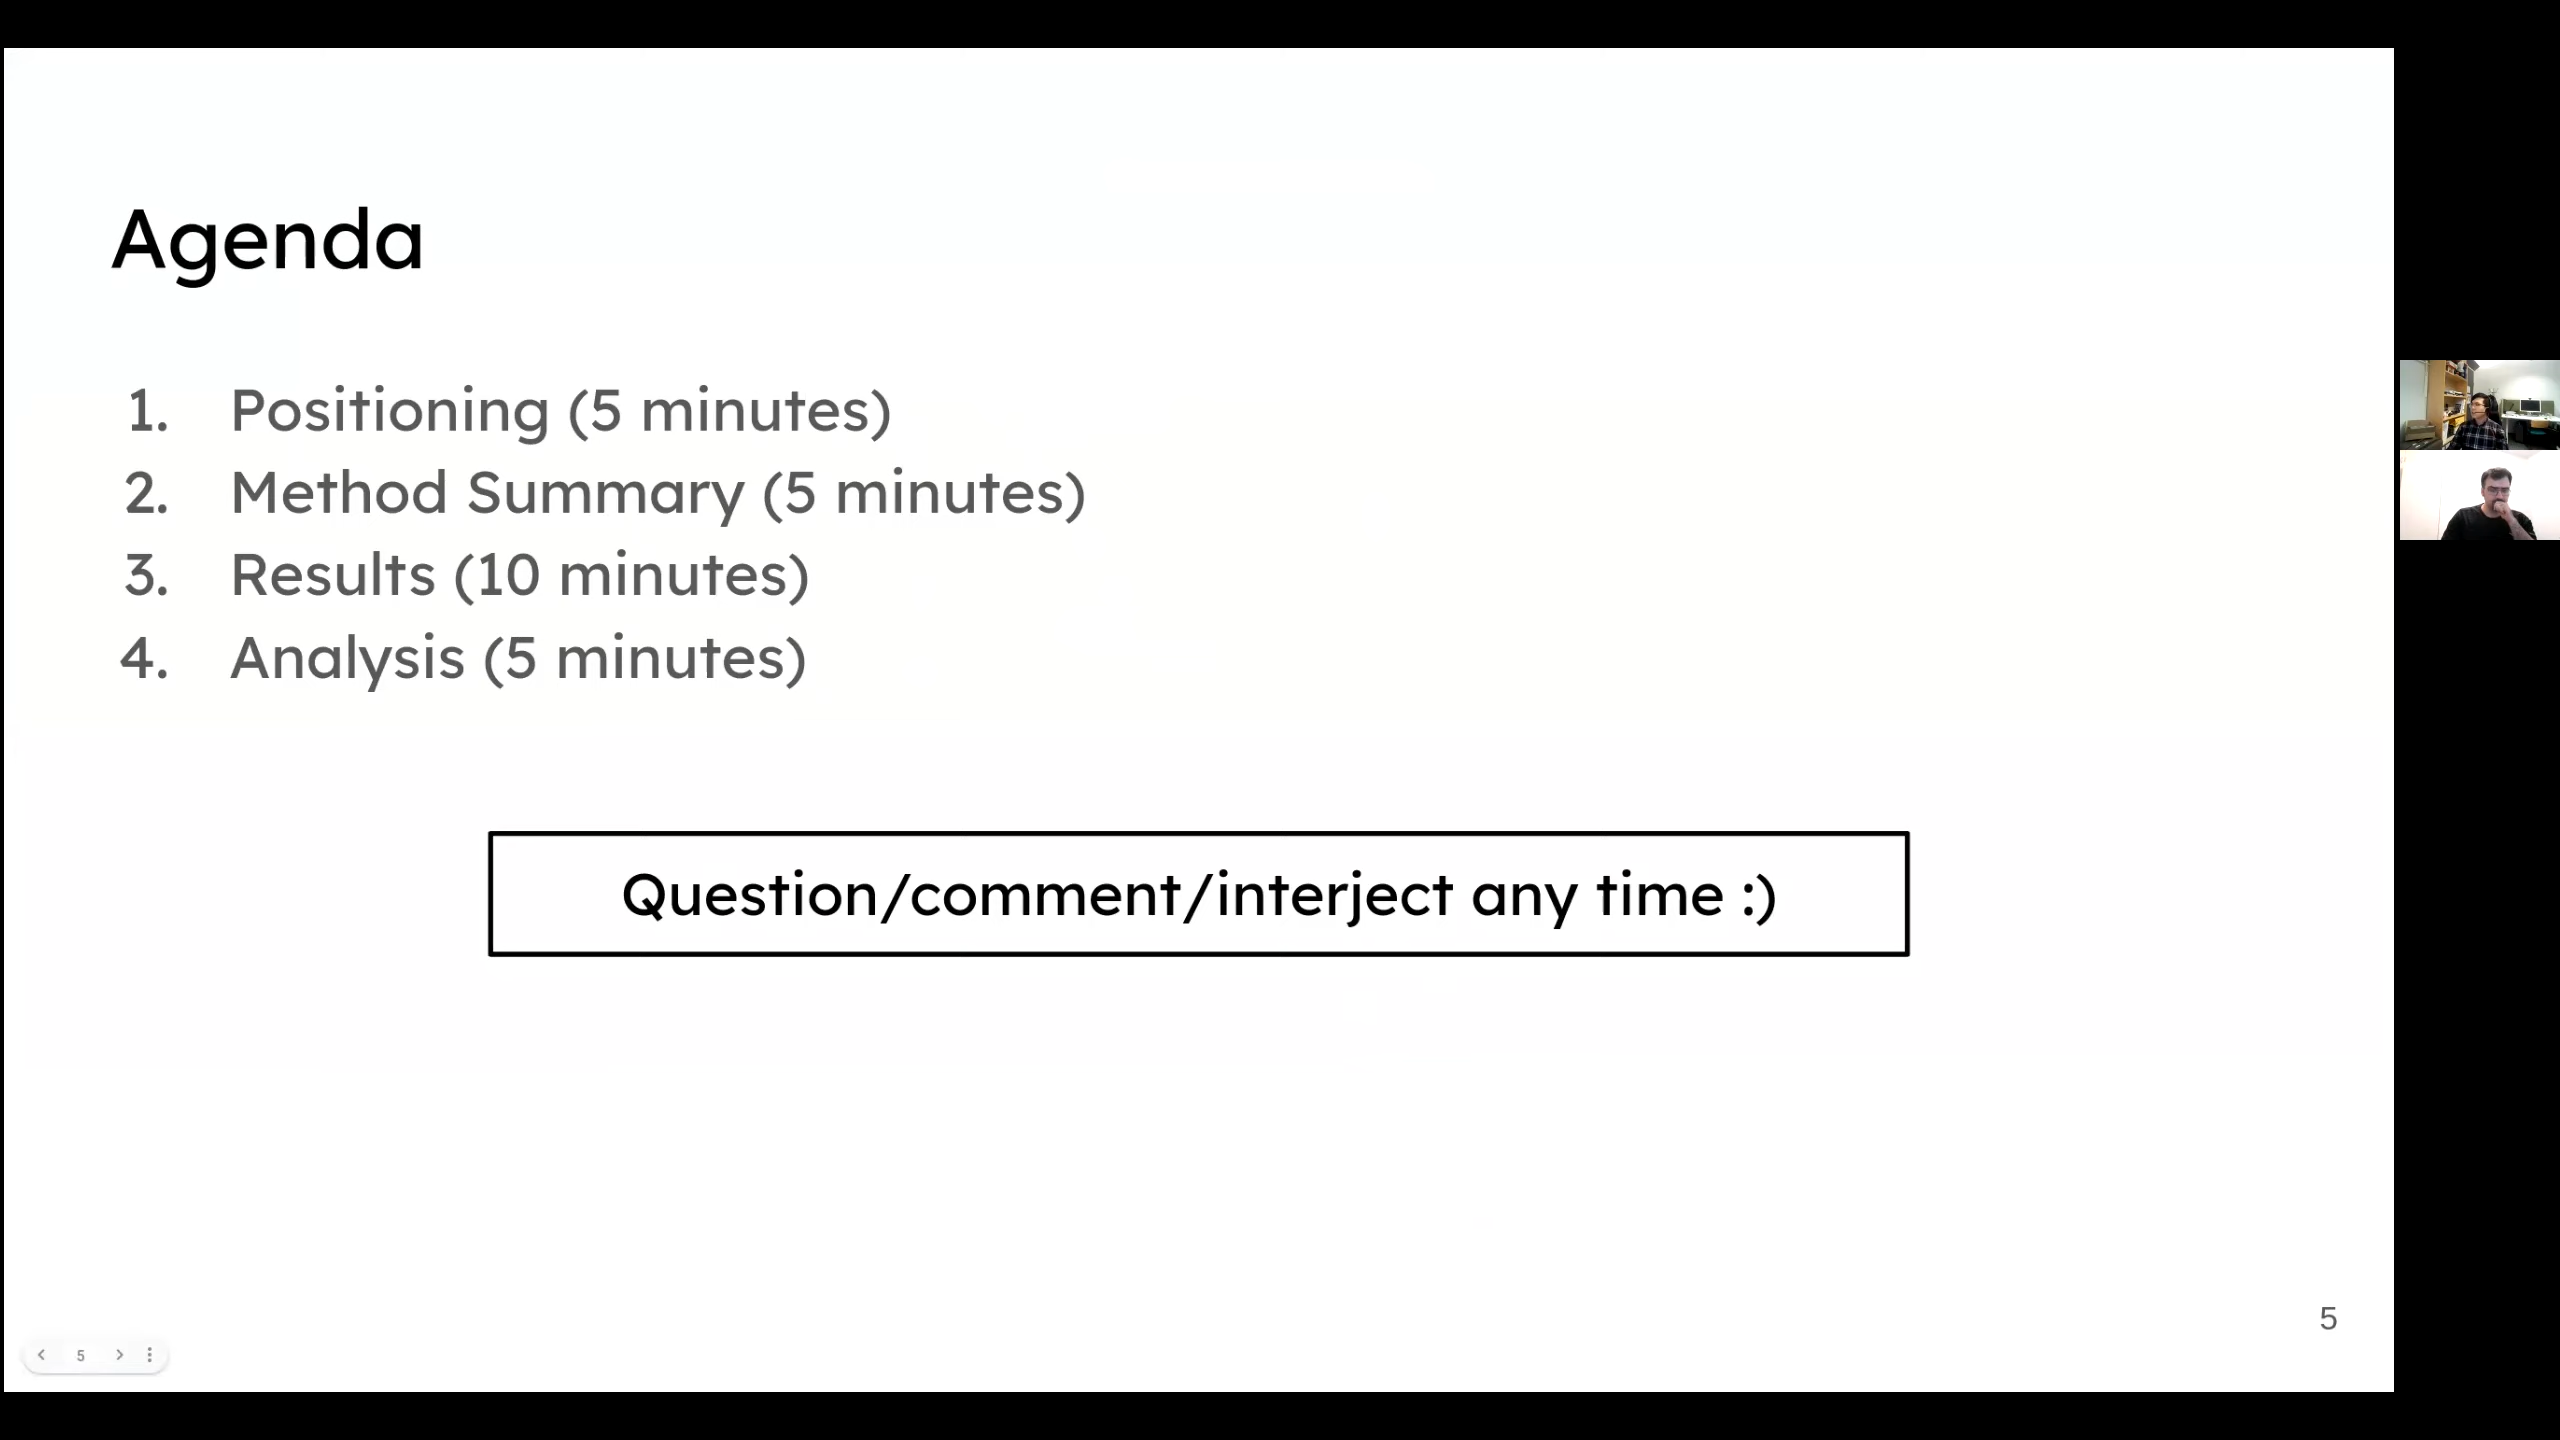 Agenda
1. Positioning (5 minutes)
2. Method Summary (5 minutes)
3. Results (10 minutes)
4. Analysis (5 minutes)
Question/comment/interject any time :)
5
5